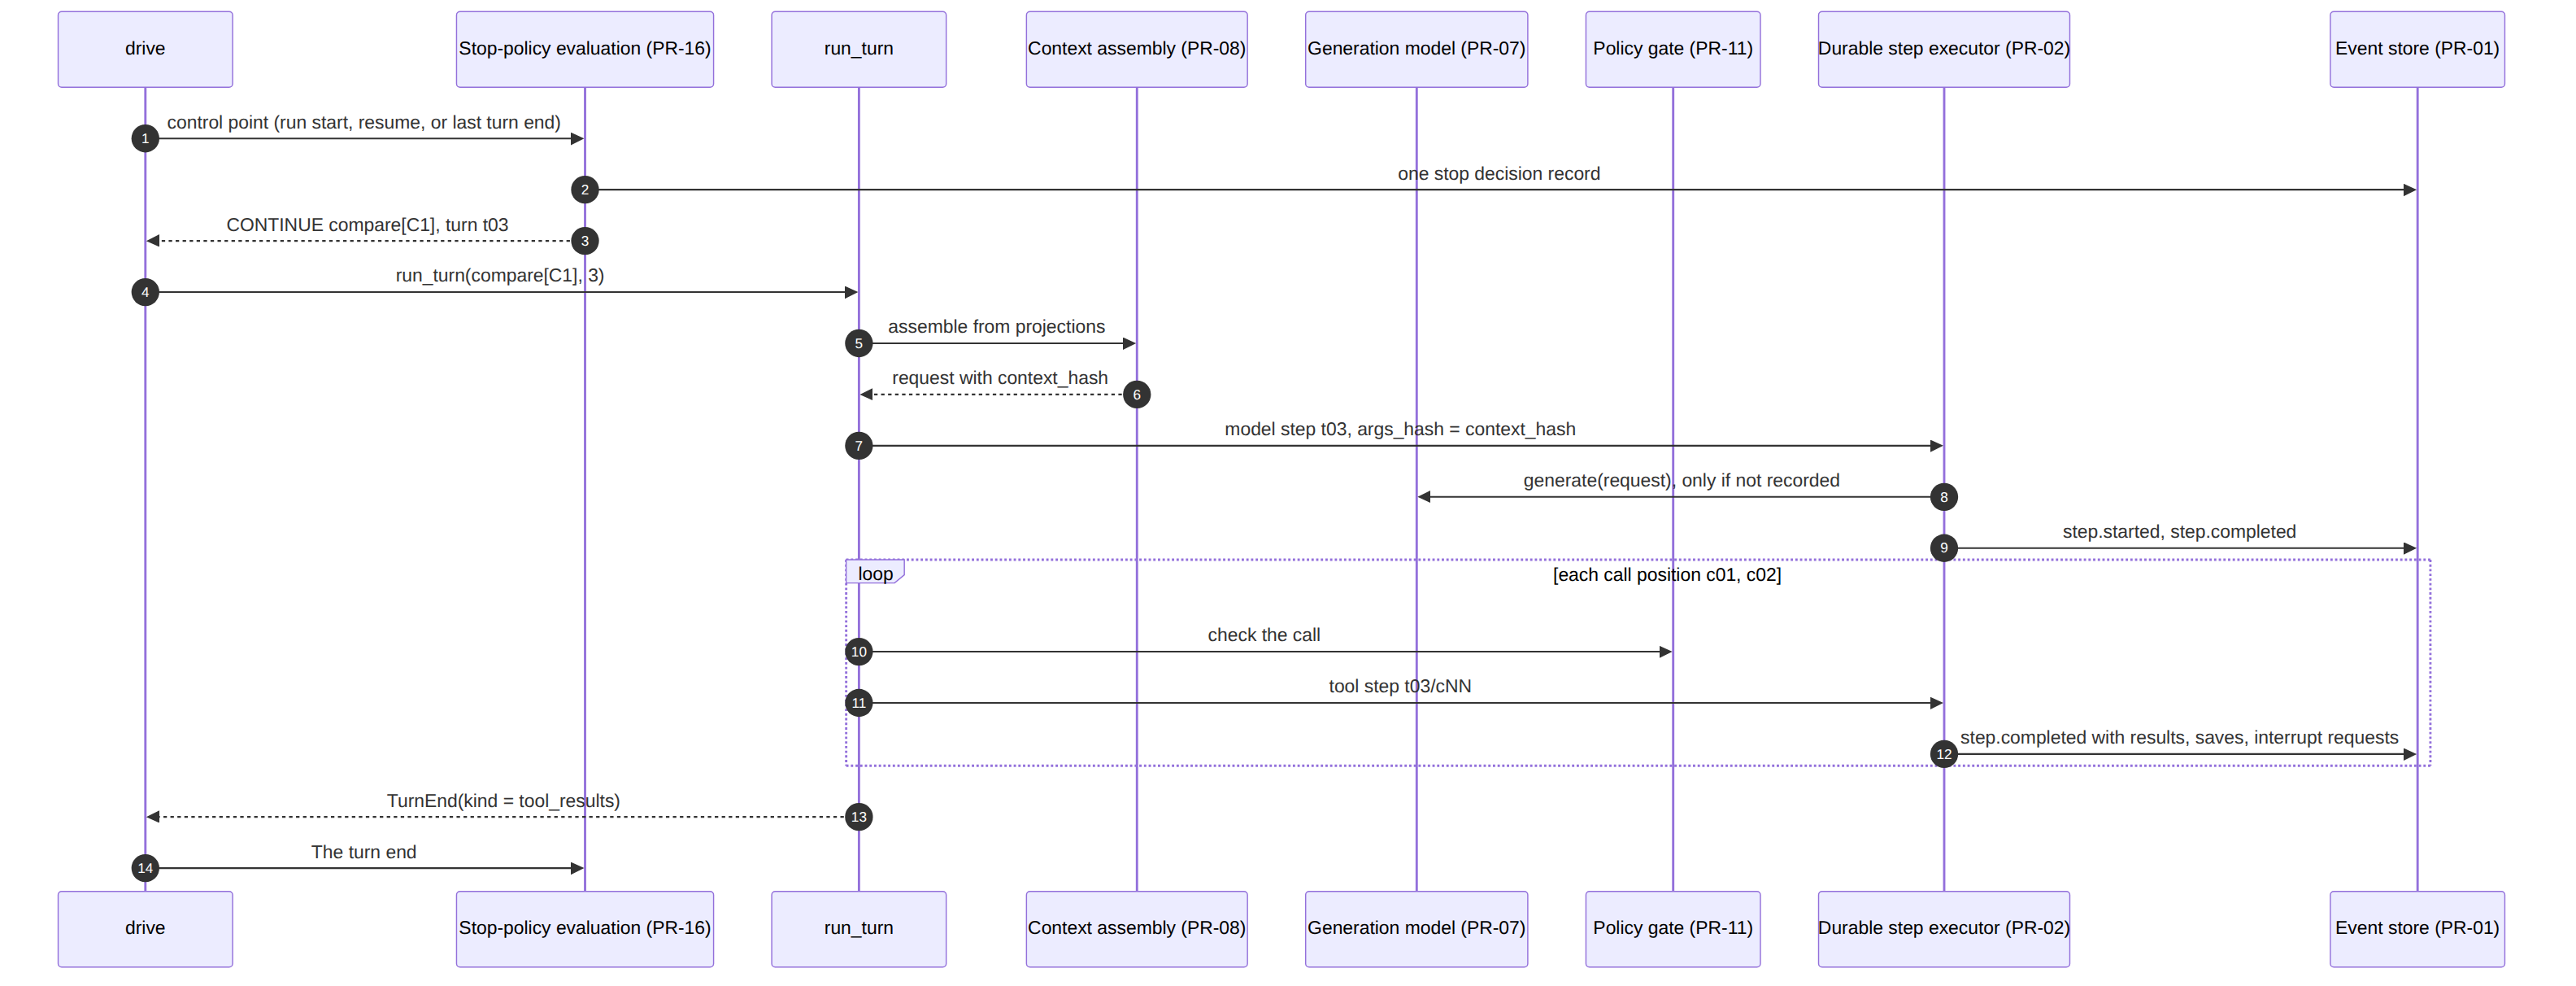 drive
Stop-policy evaluation (PR-16)
run_turn
Context assembly (PR-08)
Generation model (PR-07)
Policy gate (PR-11)
Durable step executor (PR-02)
Event store (PR-01)
1
control point (run start, resume, or last turn end)
2
one stop decision record
CONTINUE compare[C1], turn t03
3
4
run_turn(compare[C1], 3)
5
assemble from projections
request with context_hash
6
7
model step t03, args_hash = context_hash
generate(request), only if not recorded
8
9
step.started, step.completed
loop
[each call position c01, c02]
10
check the call
11
tool step t03/cNN
12
step.completed with results, saves, interrupt requests
TurnEnd(kind = tool_results)
13
14
The turn end
drive
Stop-policy evaluation (PR-16)
run_turn
Context assembly (PR-08)
Generation model (PR-07)
Policy gate (PR-11)
Durable step executor (PR-02)
Event store (PR-01)